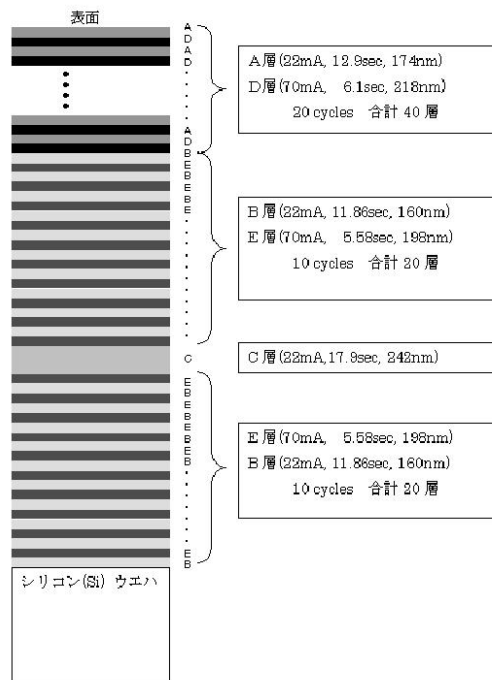 表面
A
D
A
D
A層(22mA, 12.9sec, 174nm)
D層(70mA, 6.1sec, 218nm)
20 cycles 合計 40 層
A
D
B
E
B
E
B
E
B層(22mA, 11.86sec, 160nm)
E層(70mA, 5.58sec, 198nm)
10 cycles 合計 20 層
C
C層(22mA,17.9sec, 242nm)
E
B
E
B
E
B
E
B
E層(70mA, 5.58sec, 198nm)
B層(22mA, 11.86sec, 160nm)
10 cycles 合計 20 層
E
B
シリコン(Si) ウエハ